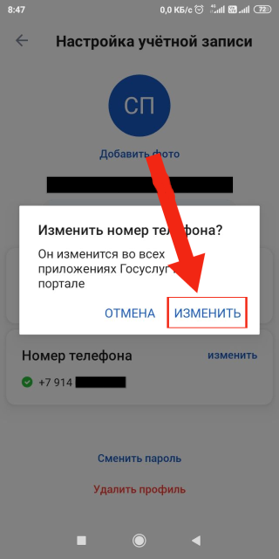 8:47 0,0 КБ/с 72
Настройка учётной записи
СП
Добавить фото
Изменить номер телефона?
Он изменится во всех
приложениях Госуслуг
портале
ОТМЕНА ИЗМЕНИТЬ
Номер телефона изменить
+7 914
Сменить пароль
Удалить профиль